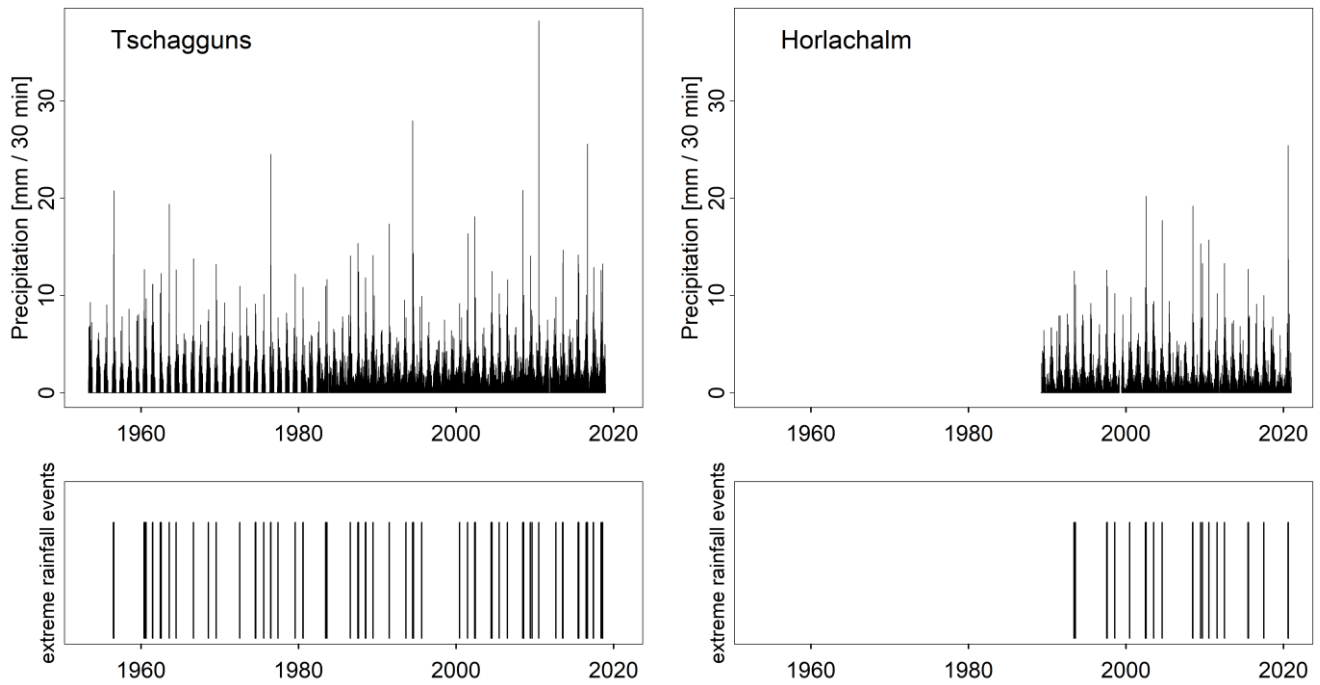 Tschagguns
Precipitation [mm / 30 min]
30
20
10
0
1960 1980 2000 2020
Horlachalm
Precipitation [mm / 30 min]
30
20
10
0
1960 1980 2000 2020
extreme rainfall events
1960 1980 2000 2020
extreme rainfall events
1960 1980 2000 2020